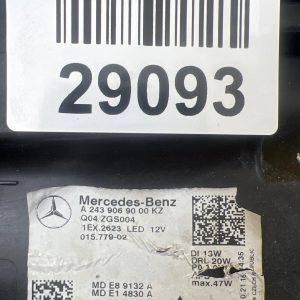 29093
Mercedes-Benz
A 243 906 90 00 KZ
Q04/ZGS004
1EX.2623 LED 12V
015.779-02
DI 13W
DRL 20W
max.47W
MD E8 9132 A
MD E1 4830 A